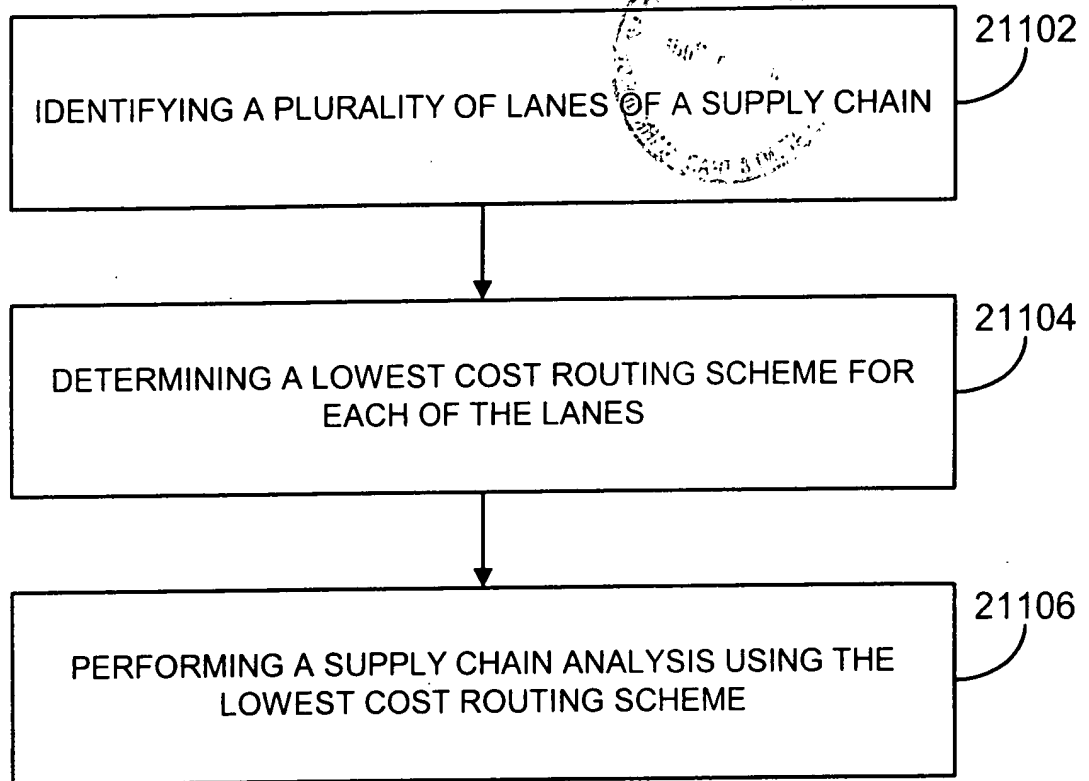 21102
IDENTIFYING A PLURALITY OF LANES OF A SUPPLY CHAIN
21104
DETERMINING A LOWEST COST ROUTING SCHEME FOR
EACH OF THE LANES
21106
PERFORMING A SUPPLY CHAIN ANALYSIS USING THE
LOWEST COST ROUTING SCHEME